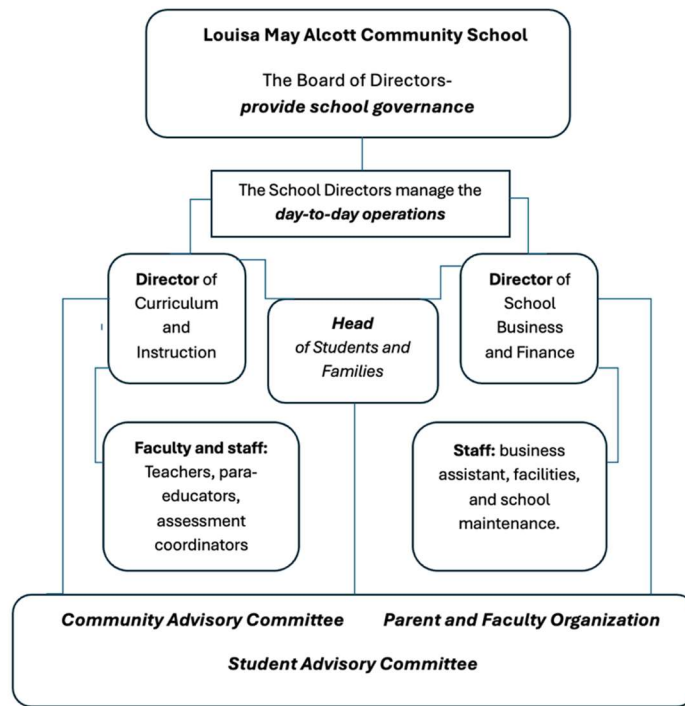 Louisa May Alcott Community School
The Board of Directors-
provide school governance
The School Directors manage the
day-to-day operations
Director of
Curriculum
and
Instruction
Head
of Students and
Families
Director of
School
Business
and Finance
Faculty and staff:
Teachers, para-
educators,
assessment
coordinators
Staff: business
assistant, facilities,
and school
maintenance.
Community Advisory Committee
Parent and Faculty Organization
Student Advisory Committee